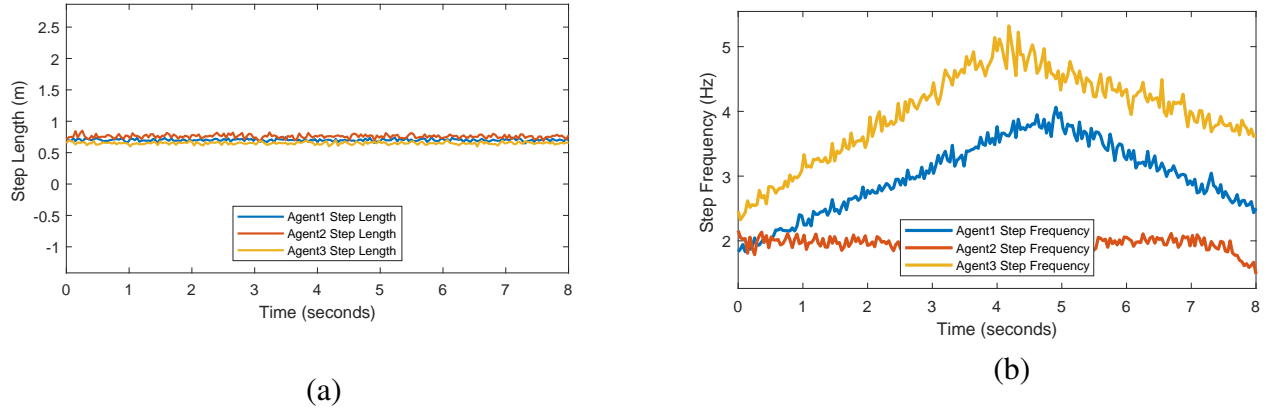 2.5
2
1.5
1
0.5
0
-0.5
-1
Step Length (m)
Agent1 Step Length
Agent2 Step Length
Agent3 Step Length
0 1 2 3 4 5 6 7 8
Time (seconds)
(a)
5
4
3
2
Step Frequency (Hz)
Agent1 Step Frequency
Agent2 Step Frequency
Agent3 Step Frequency
0 1 2 3 4 5 6 7 8
Time (seconds)
(b)